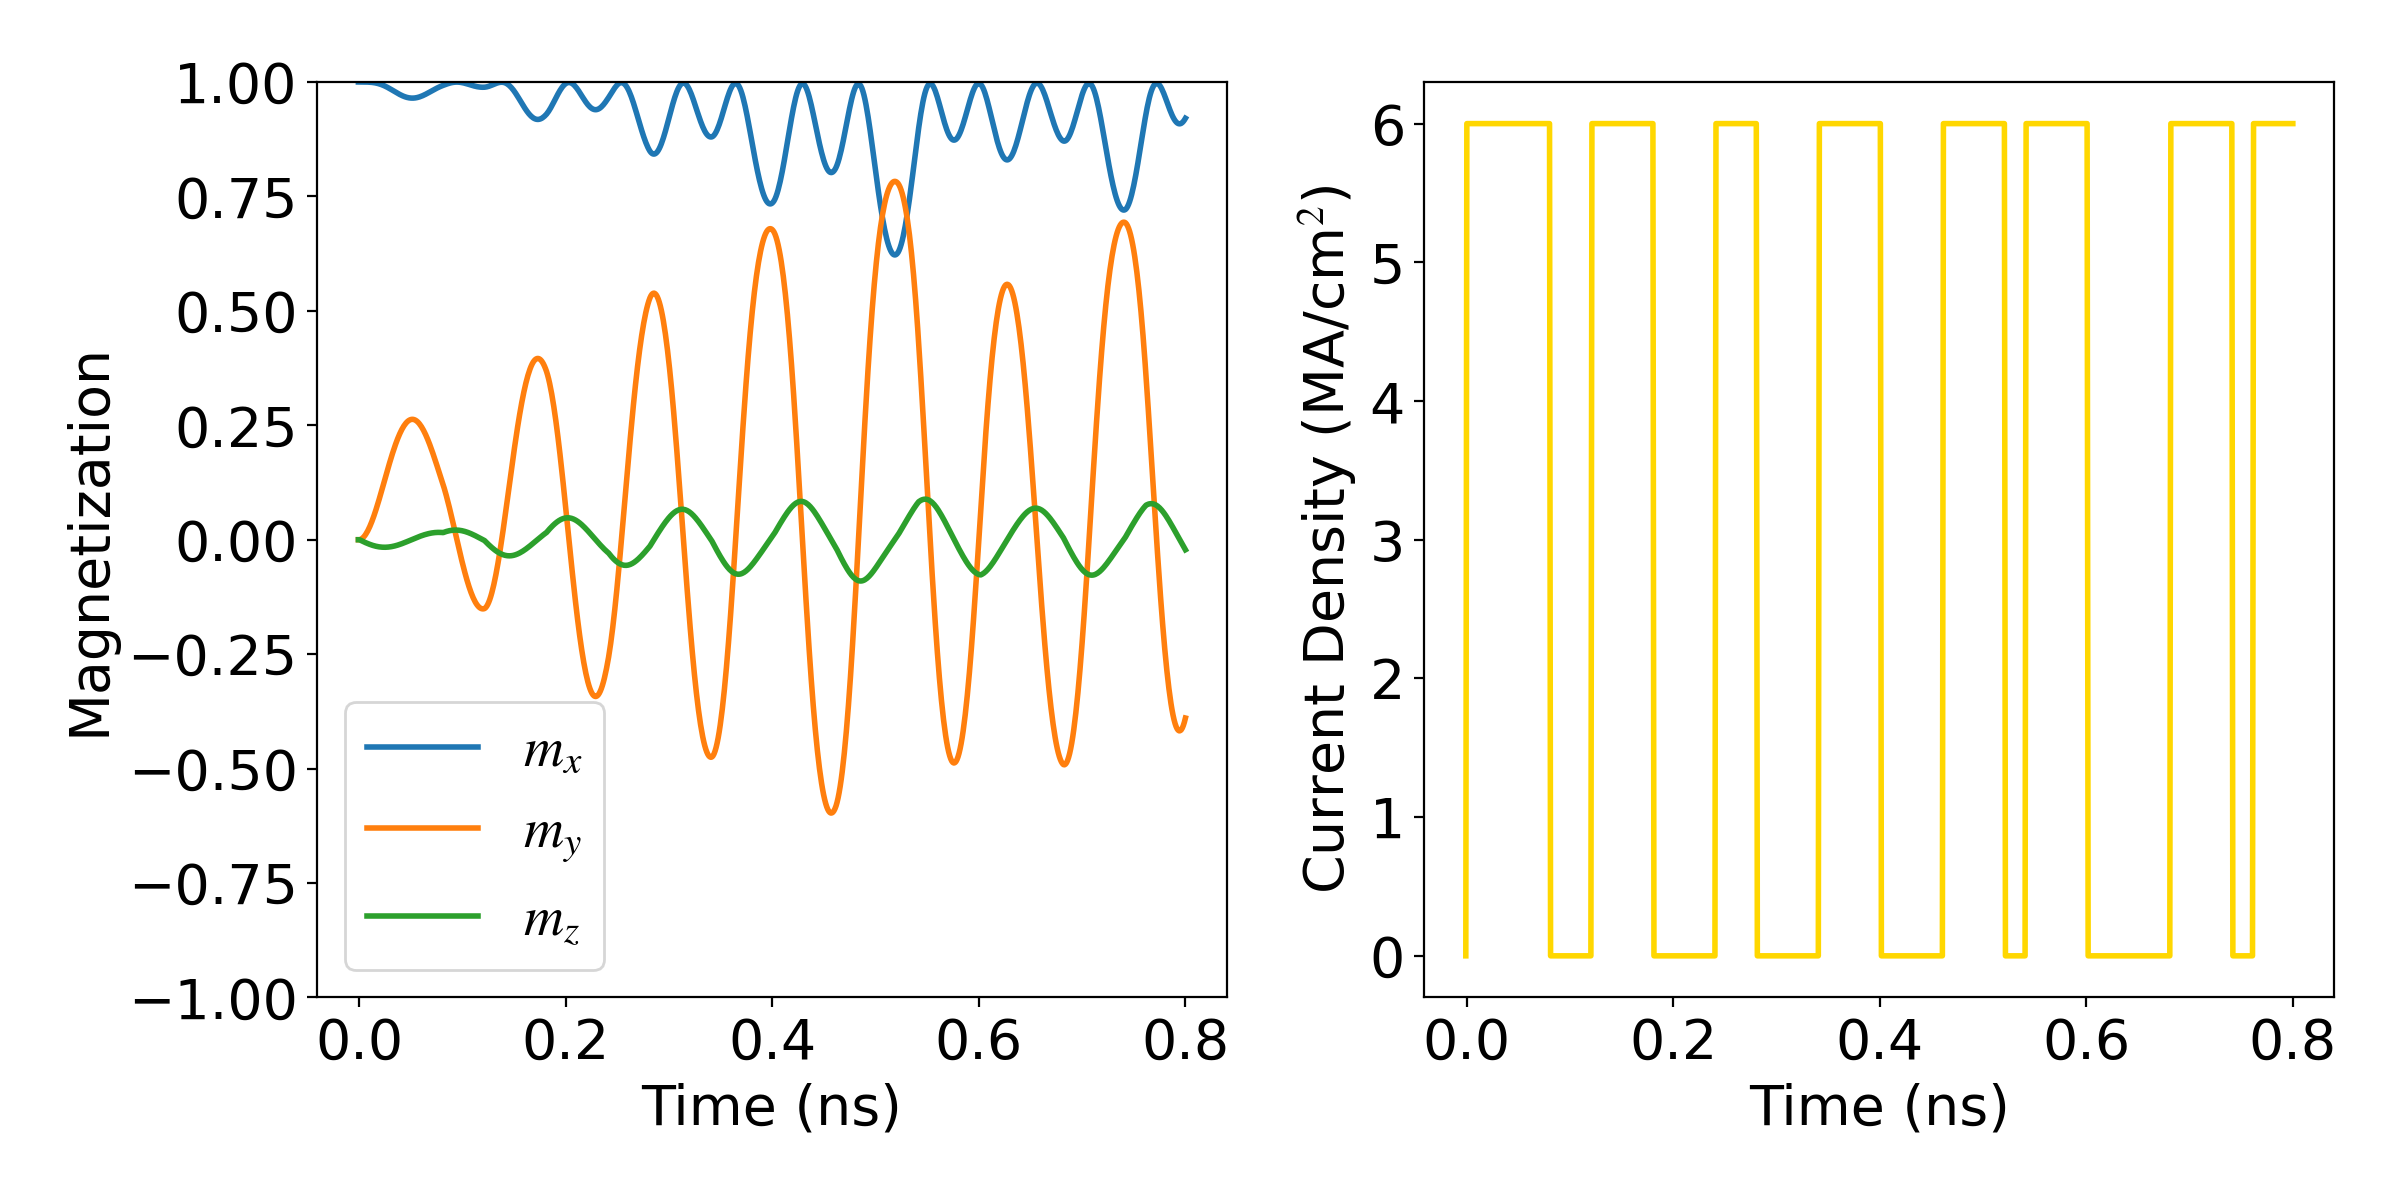 Magnetization
1.00
0.75
0.50
0.25
0.00
−0.25
−0.50
−0.75
−1.00
0.0 0.2 0.4 0.6 0.8
Time (ns)
m_x
m_y
m_z
Current Density (MA/cm²)
6
5
4
3
2
1
0
0.0 0.2 0.4 0.6 0.8
Time (ns)